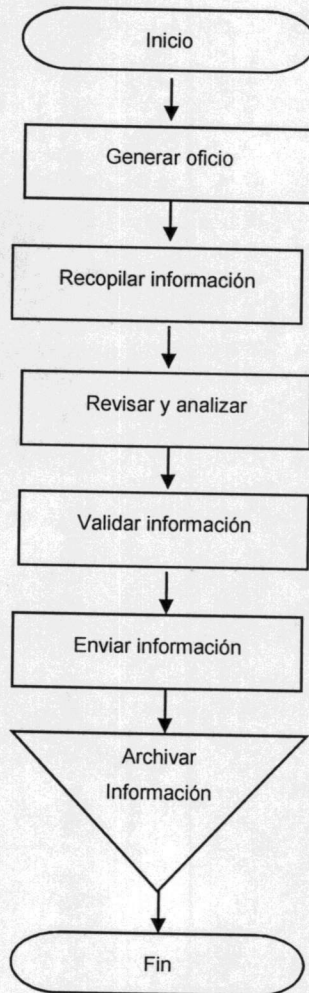 Inicio
Generar oficio
Recopilar información
Revisar y analizar
Validar información
Enviar información
Archivar
Información
Fin